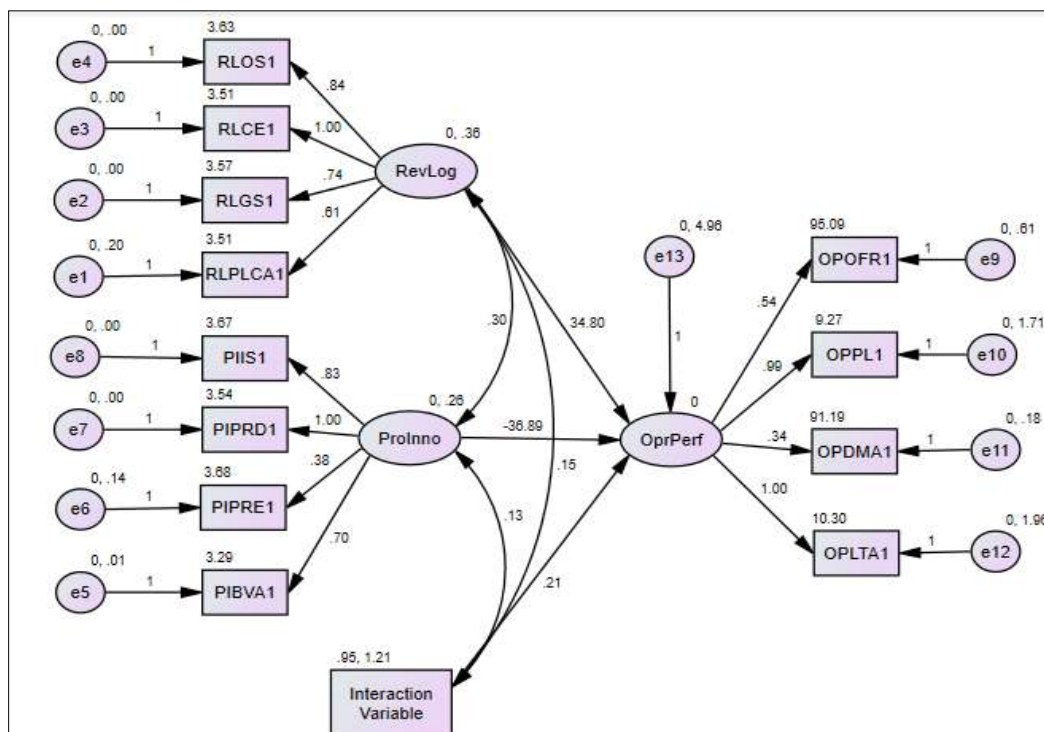 0, .00
e4
1
3.63
RLOS1
0, .00
e3
1
3.51
RLCE1
0, .00
e2
1
3.57
RLGS1
0, .20
e1
1
3.51
RLPLCA1
.84
1.00
.74
.61
0, .36
RevLog
0, .00
e8
1
3.67
PIIS1
0, .00
e7
1
3.54
PIPRD1
0, .14
e6
1
3.68
PIPRE1
0, .01
e5
1
3.29
PIBVA1
.83
1.00
.38
.70
0, .26
ProInno
.30
.15
.13
.21
34.80
-36.89
0, 4.96
e13
1
0
OprPerf
.54
.99
.34
1.00
95.09
OPOFR1
1
0, .61
e9
9.27
OPPL1
1
0, 1.71
e10
91.19
OPDMA1
1
0, .18
e11
10.30
OPLTA1
1
0, 1.96
e12
.95, 1.21
Interaction
Variable